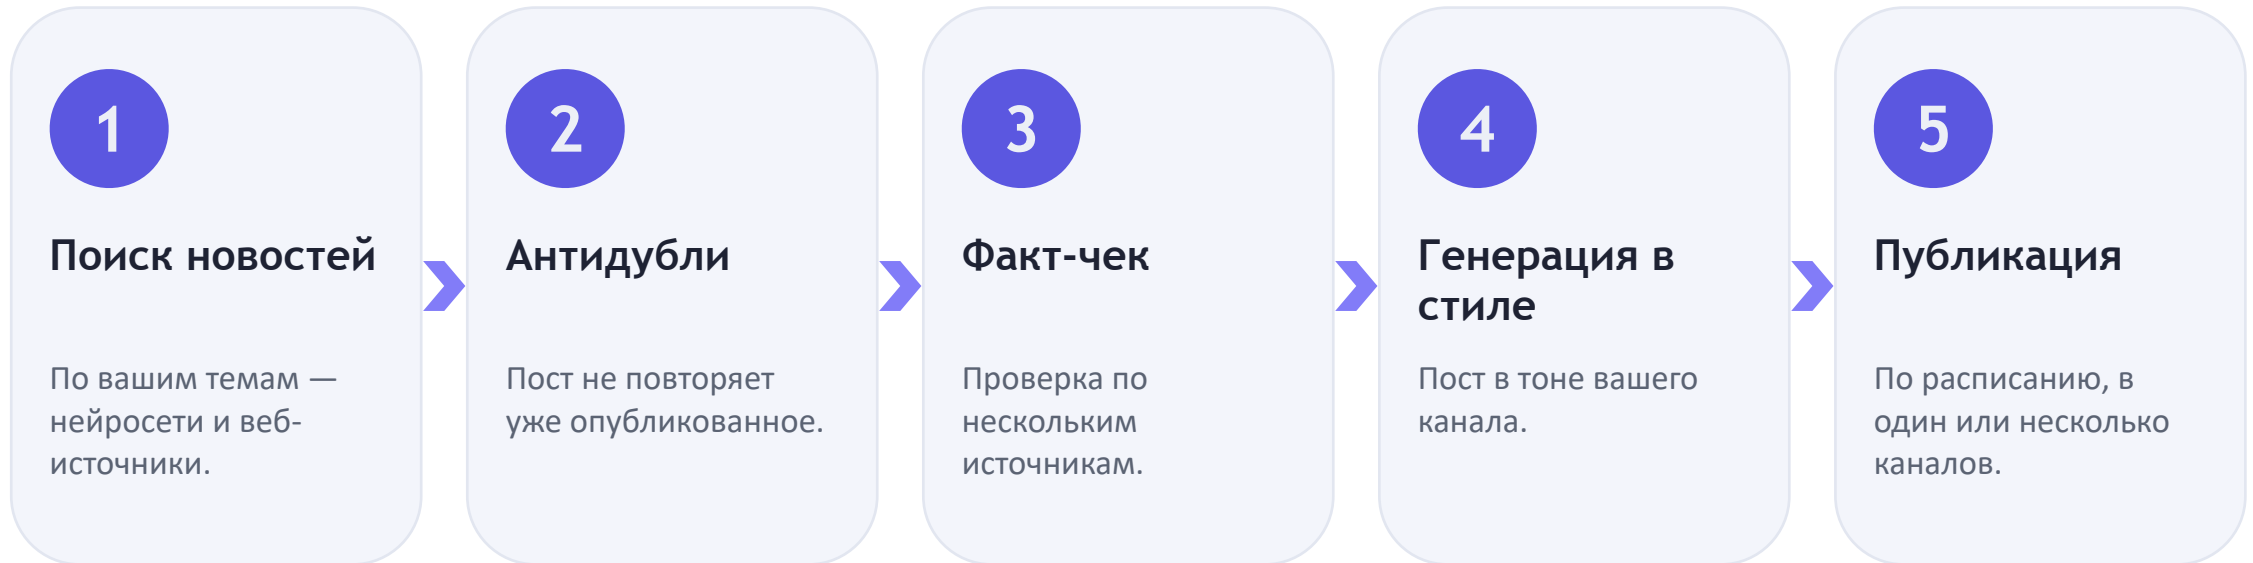 1
Поиск новостей
По вашим темам —
нейросети и веб-
источники.
2
Антидубли
Пост не повторяет
уже опубликованное.
3
Факт-чек
Проверка по
нескольким
источникам.
4
Генерация в
стиле
Пост в тоне вашего
канала.
5
Публикация
По расписанию, в
один или несколько
каналов.